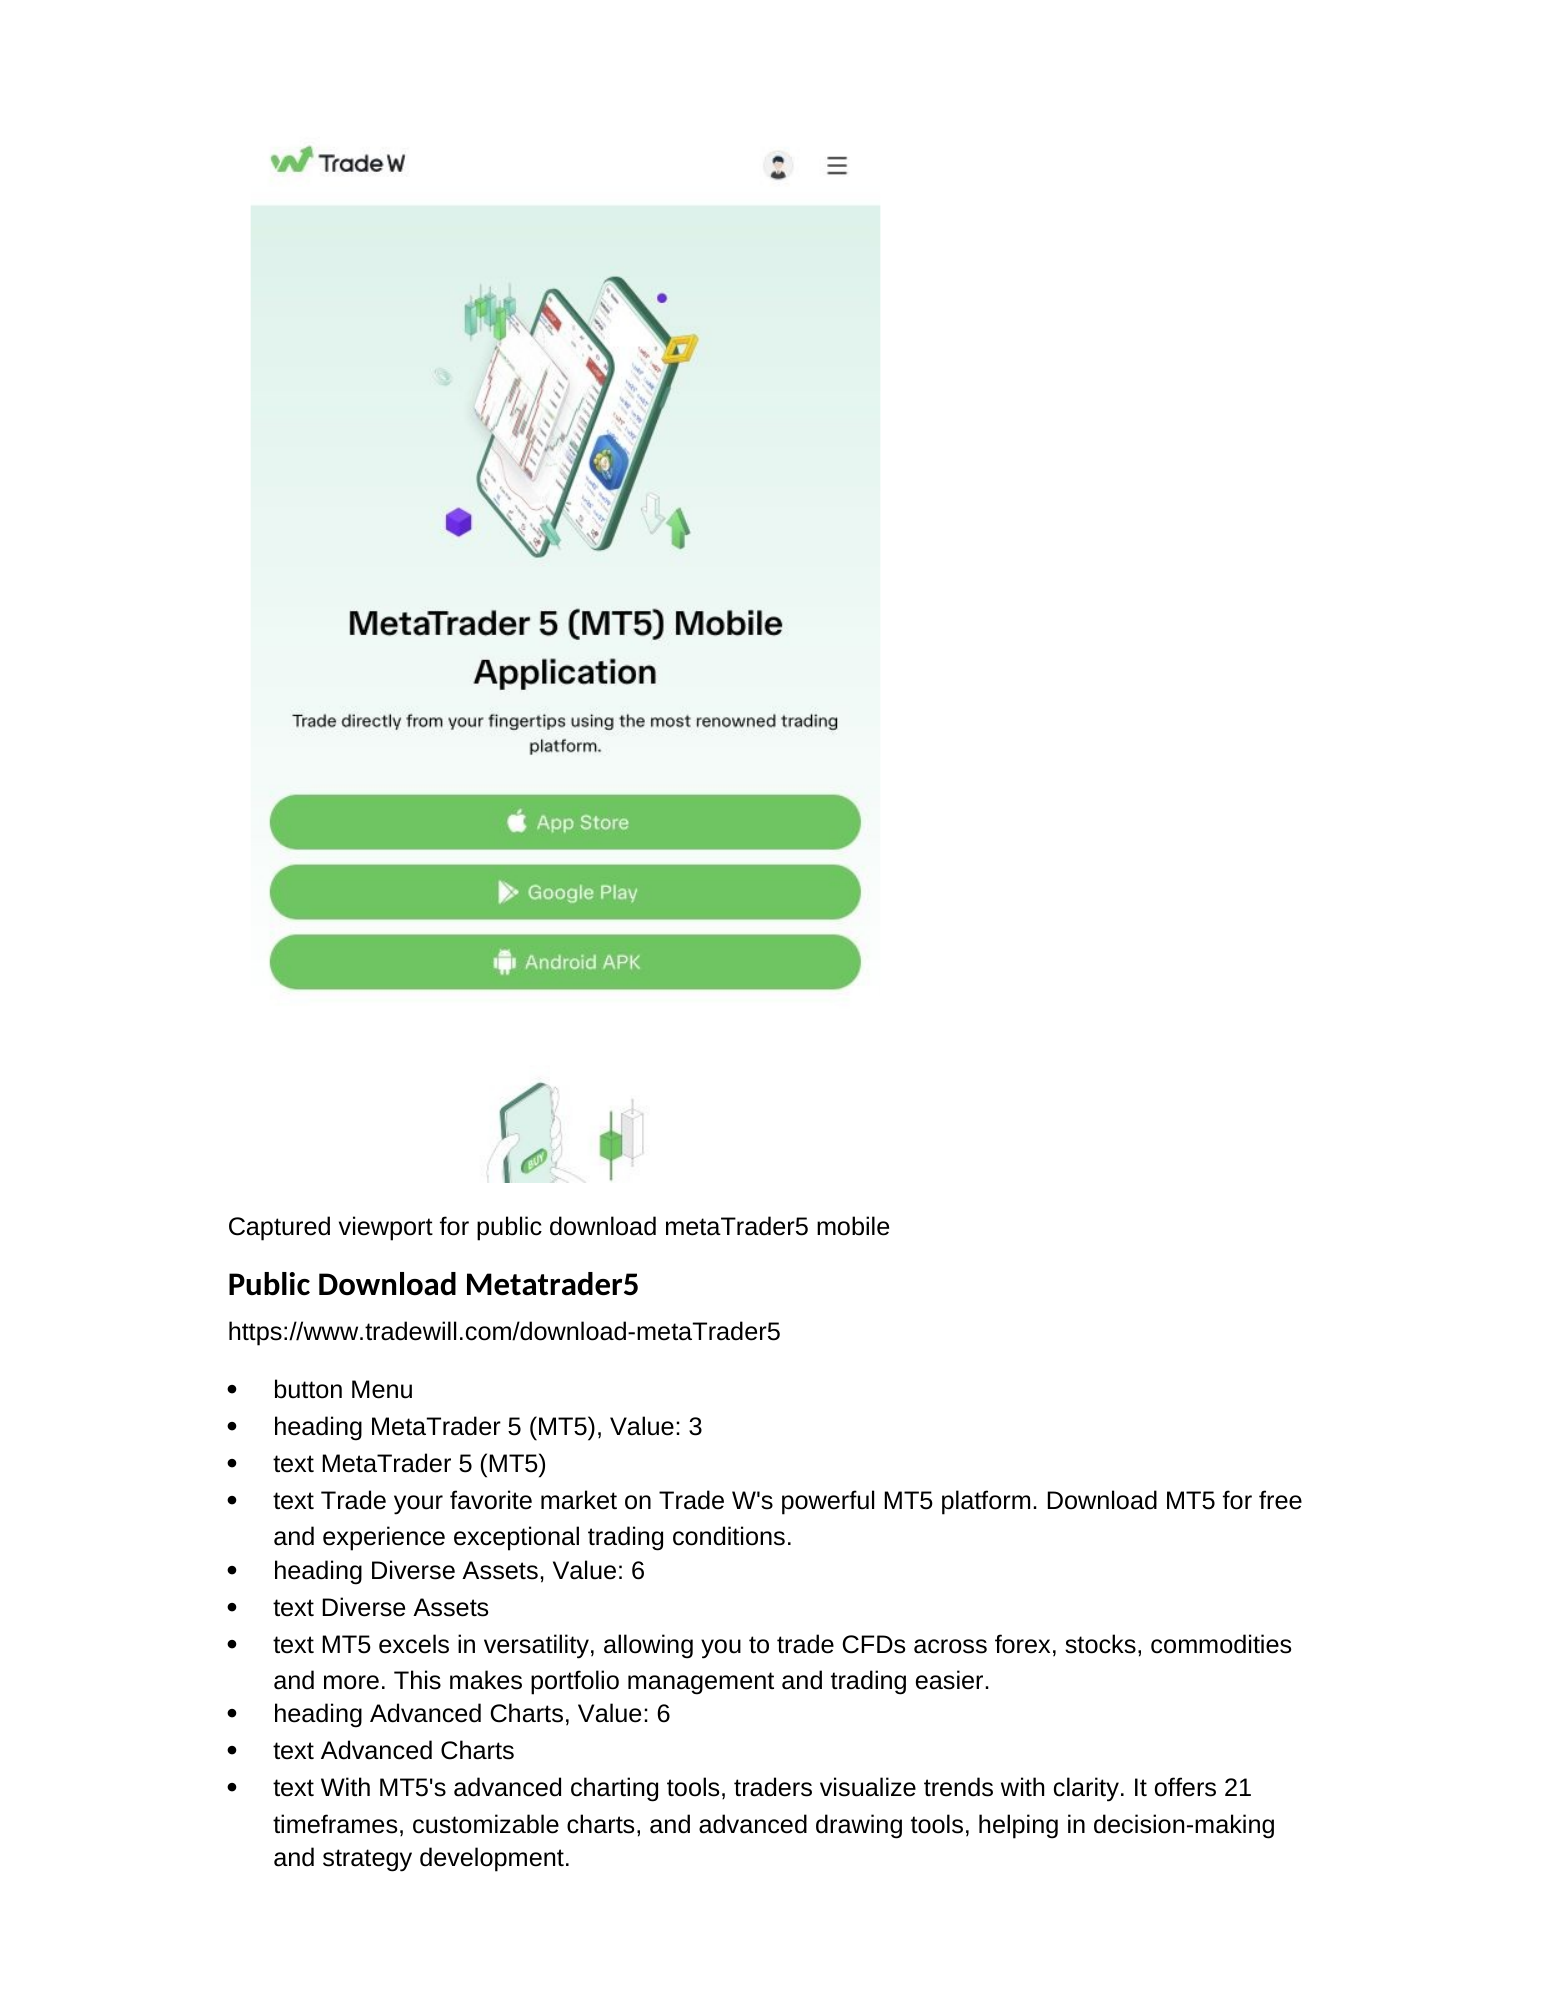 Trade W
MetaTrader 5 (MT5) Mobile
Application
Trade directly from your fingertips using the most renowned trading
platform.
App Store
Google Play
Android APK
BUY
Captured viewport for public download metaTrader5 mobile
Public Download Metatrader5
https://www.tradewill.com/download-metaTrader5
• button Menu
• heading MetaTrader 5 (MT5), Value: 3
• text MetaTrader 5 (MT5)
• text Trade your favorite market on Trade W's powerful MT5 platform. Download MT5 for free
and experience exceptional trading conditions.
• heading Diverse Assets, Value: 6
• text Diverse Assets
• text MT5 excels in versatility, allowing you to trade CFDs across forex, stocks, commodities
and more. This makes portfolio management and trading easier.
• heading Advanced Charts, Value: 6
• text Advanced Charts
• text With MT5's advanced charting tools, traders visualize trends with clarity. It offers 21
timeframes, customizable charts, and advanced drawing tools, helping in decision-making
and strategy development.